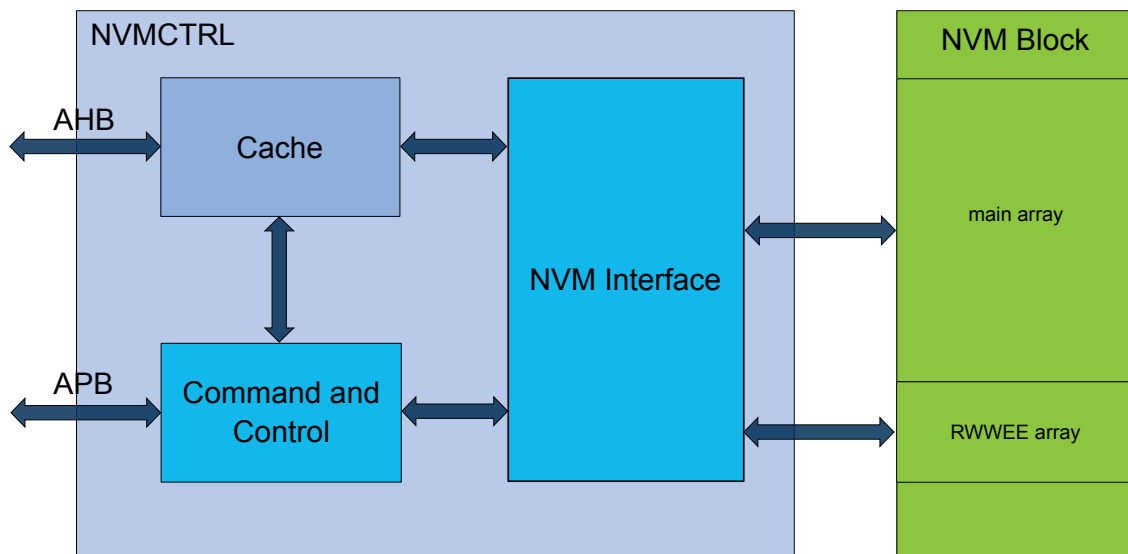 NVMCTRL
NVM Block
AHB
Cache
main array
NVM Interface
APB
Command and
Control
RWWEE array